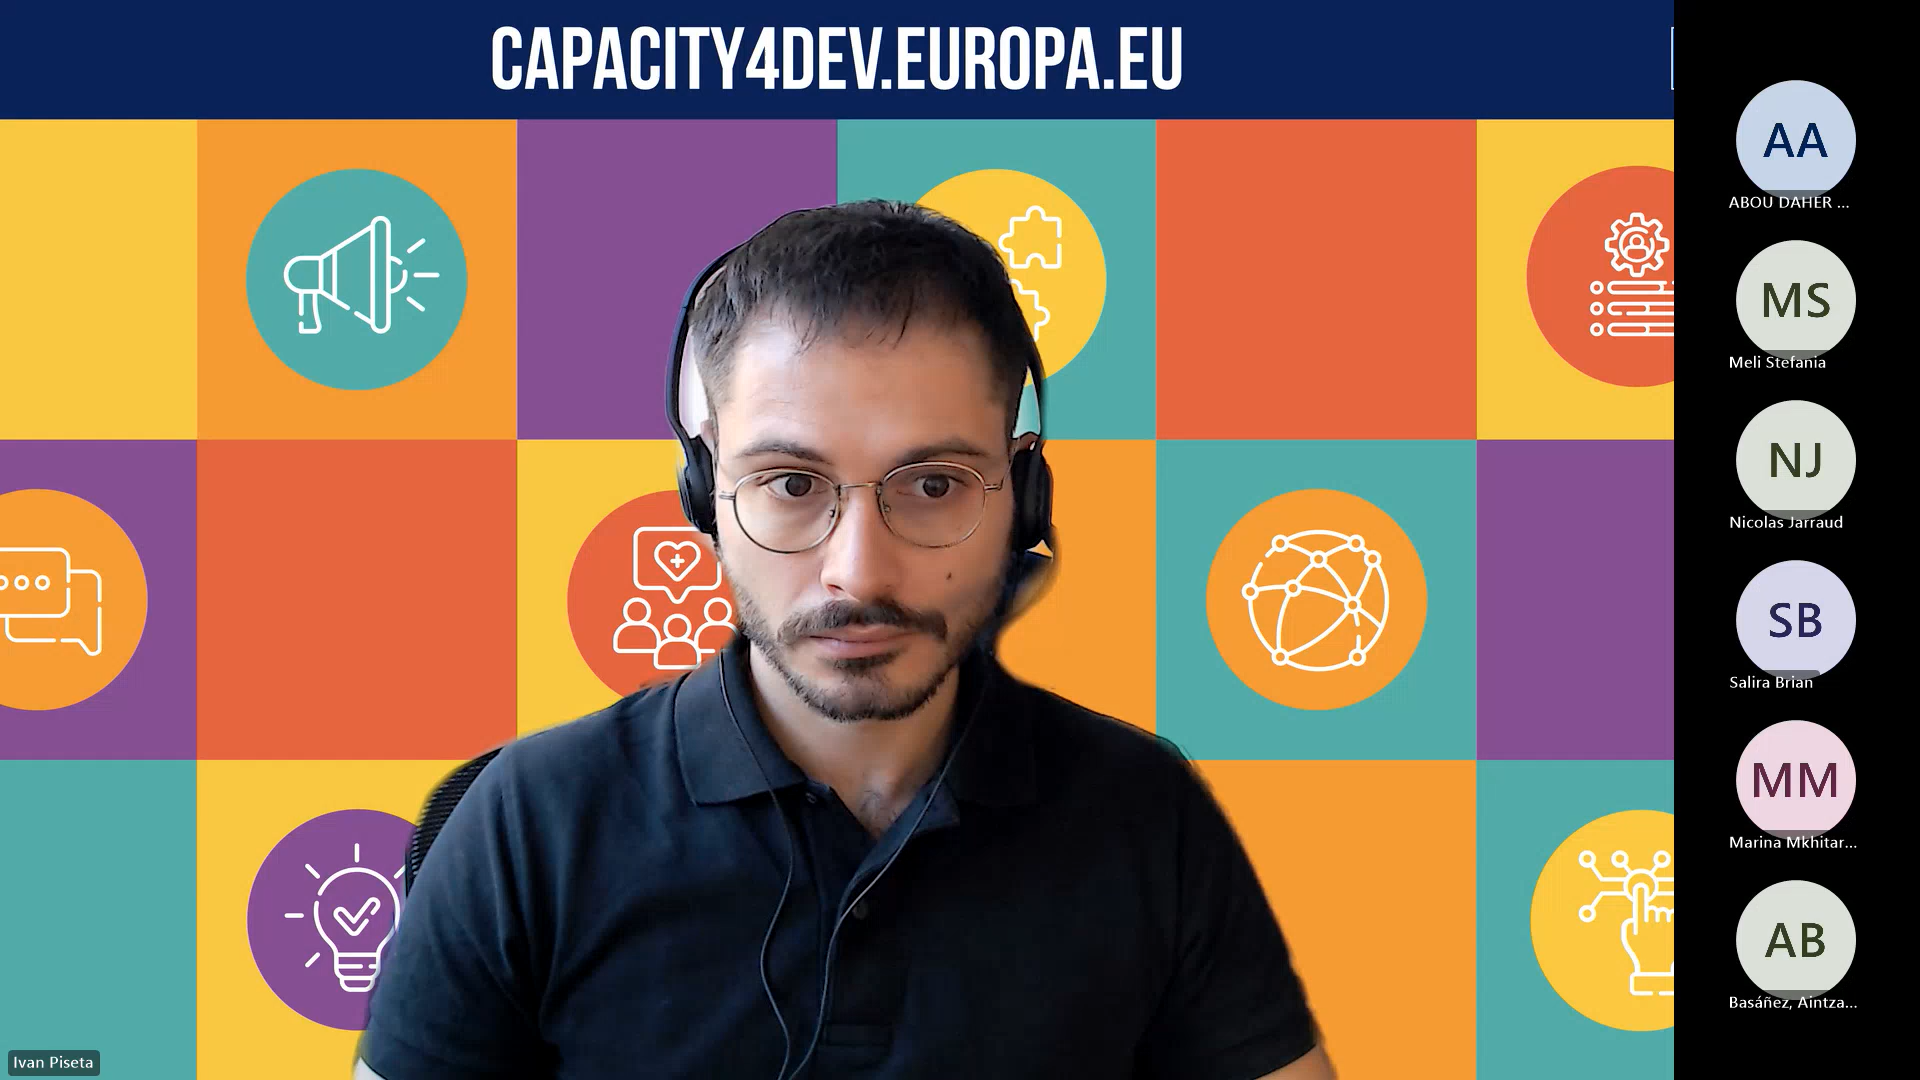 CAPACITY4DEV.EUROPA.EU
AA
ABOU DAHER ...
MS
Meli Stefania
NJ
Nicolas Jarraud
SB
Salira Brian
MM
Marina Mkhitar...
AB
Basáñez, Aintza...
Ivan Piseta